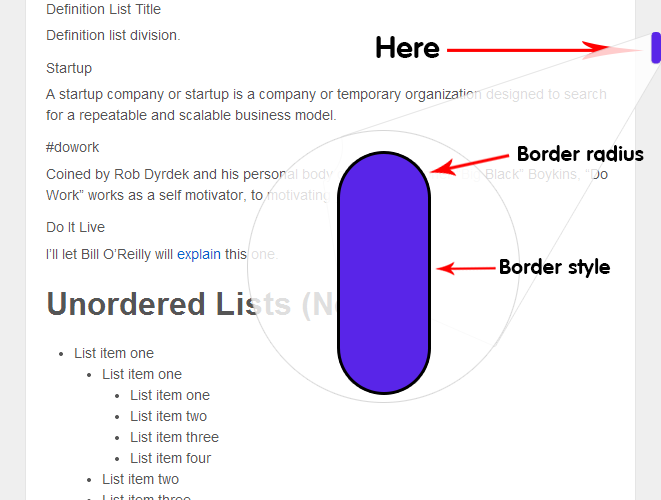 Definition List Title
Definition list division.
Here
Startup
A startup company or startup is a company or temporary organization designed to search
for a repeatable and scalable business model.
#dowork
Border radius
Coined by Rob Dyrdek and his personal body Black” Boykins, “Do
Work” works as a self motivator, to motivating
Do It Live
I’ll let Bill O’Reilly will explain this one.
Border style
Unordered Lists (Ne
List item one
List item one
List item one
List item two
List item three
List item four
List item two
List item three